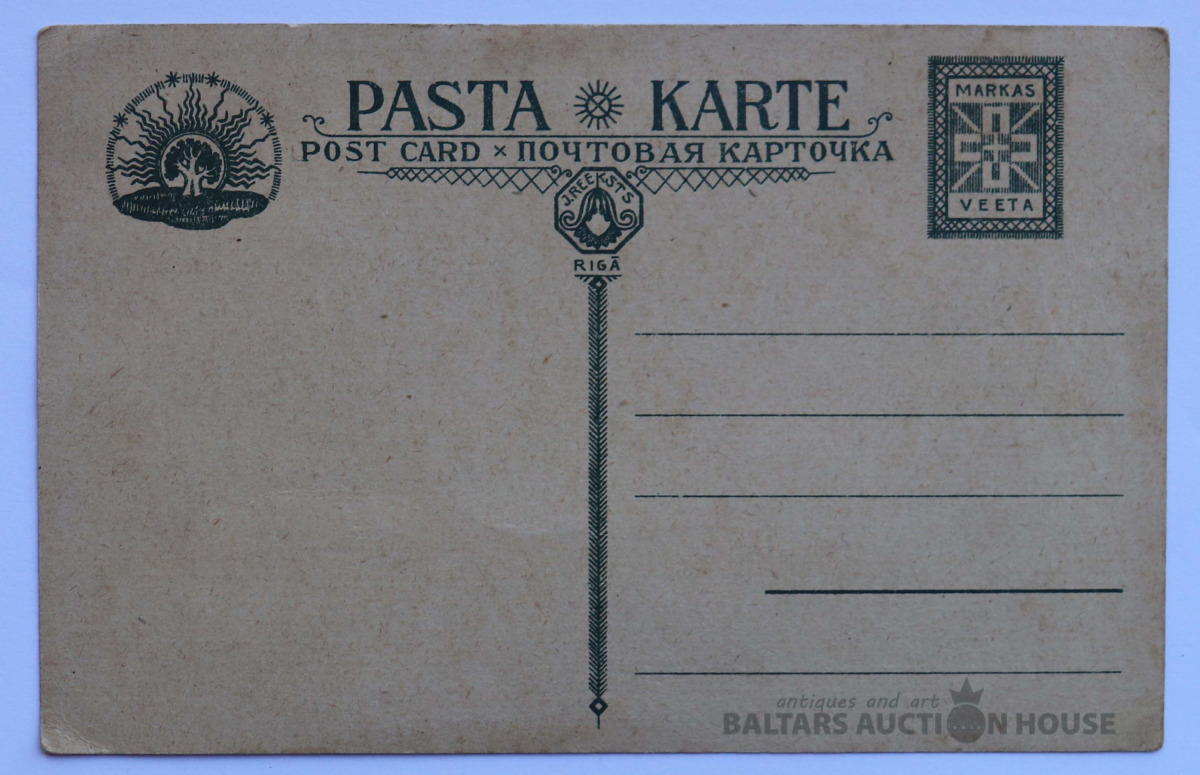 PASTA KARTE
POST CARD × ПОЧТОВАЯ КАРТОЧКА
J.REEKSTS
RIGĀ
MARKAS
VEETA
antiques and art
BALTARS AUCTION HOUSE